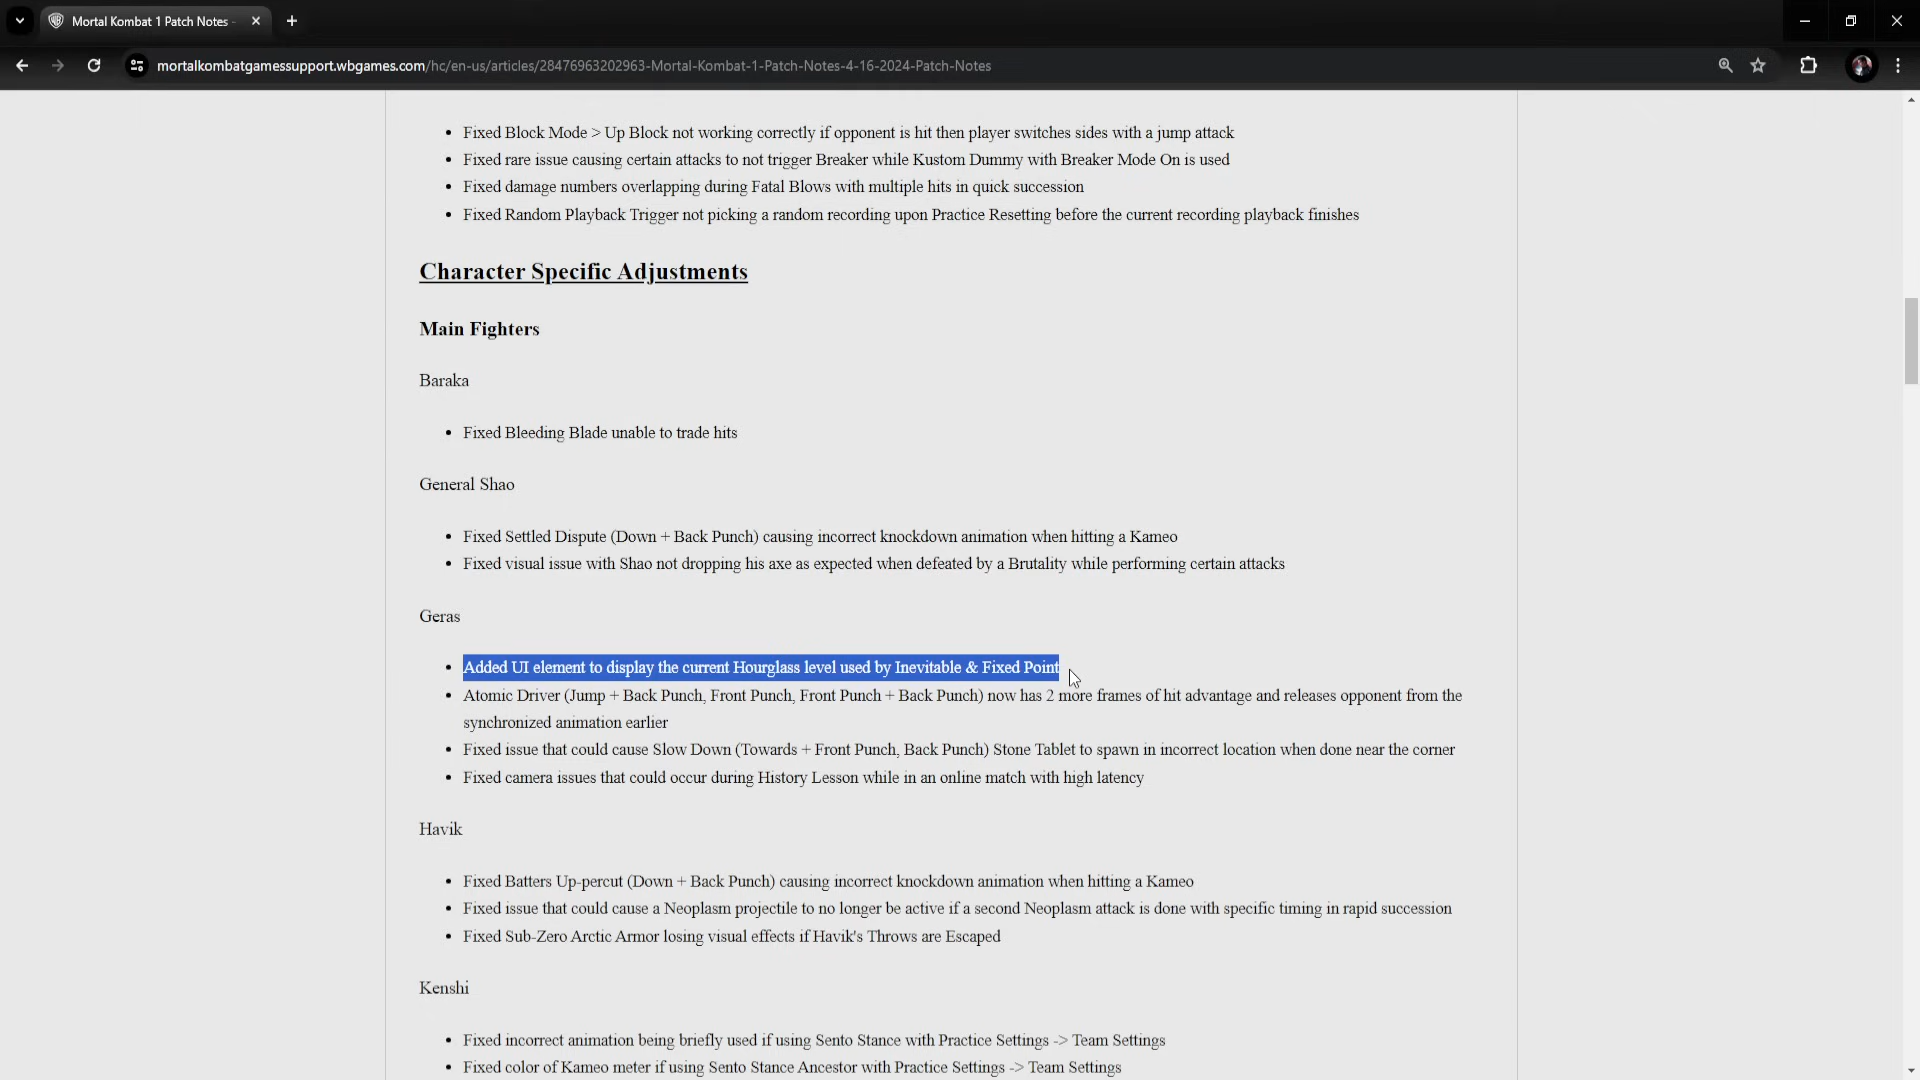 Mortal Kombat 1 Patch Notes
mortalkombatgamessupport.wbgames.com/hc/en-us/articles/28476963202963-Mortal-Kombat-1-Patch-Notes-4-16-2024-Patch-Notes
Fixed Block Mode > Up Block not working correctly if opponent is hit then player switches sides with a jump attack
Fixed rare issue causing certain attacks to not trigger Breaker while Kustom Dummy with Breaker Mode On is used
Fixed damage numbers overlapping during Fatal Blows with multiple hits in quick succession
Fixed Random Playback Trigger not picking a random recording upon Practice Resetting before the current recording playback finishes
Character Specific Adjustments
Main Fighters
Baraka
Fixed Bleeding Blade unable to trade hits
General Shao
Fixed Settled Dispute (Down + Back Punch) causing incorrect knockdown animation when hitting a Kameo
Fixed visual issue with Shao not dropping his axe as expected when defeated by a Brutality while performing certain attacks
Geras
Added UI element to display the current Hourglass level used by Inevitable & Fixed Point
Atomic Driver (Jump + Back Punch, Front Punch, Front Punch + Back Punch) now has 2 more frames of hit advantage and releases opponent from the
synchronized animation earlier
Fixed issue that could cause Slow Down (Towards + Front Punch, Back Punch) Stone Tablet to spawn in incorrect location when done near the corner
Fixed camera issues that could occur during History Lesson while in an online match with high latency
Havik
Fixed Batters Up-percut (Down + Back Punch) causing incorrect knockdown animation when hitting a Kameo
Fixed issue that could cause a Neoplasm projectile to no longer be active if a second Neoplasm attack is done with specific timing in rapid succession
Fixed Sub-Zero Arctic Armor losing visual effects if Havik's Throws are Escaped
Kenshi
Fixed incorrect animation being briefly used if using Sento Stance with Practice Settings -> Team Settings
Fixed color of Kameo meter if using Sento Stance Ancestor with Practice Settings -> Team Settings